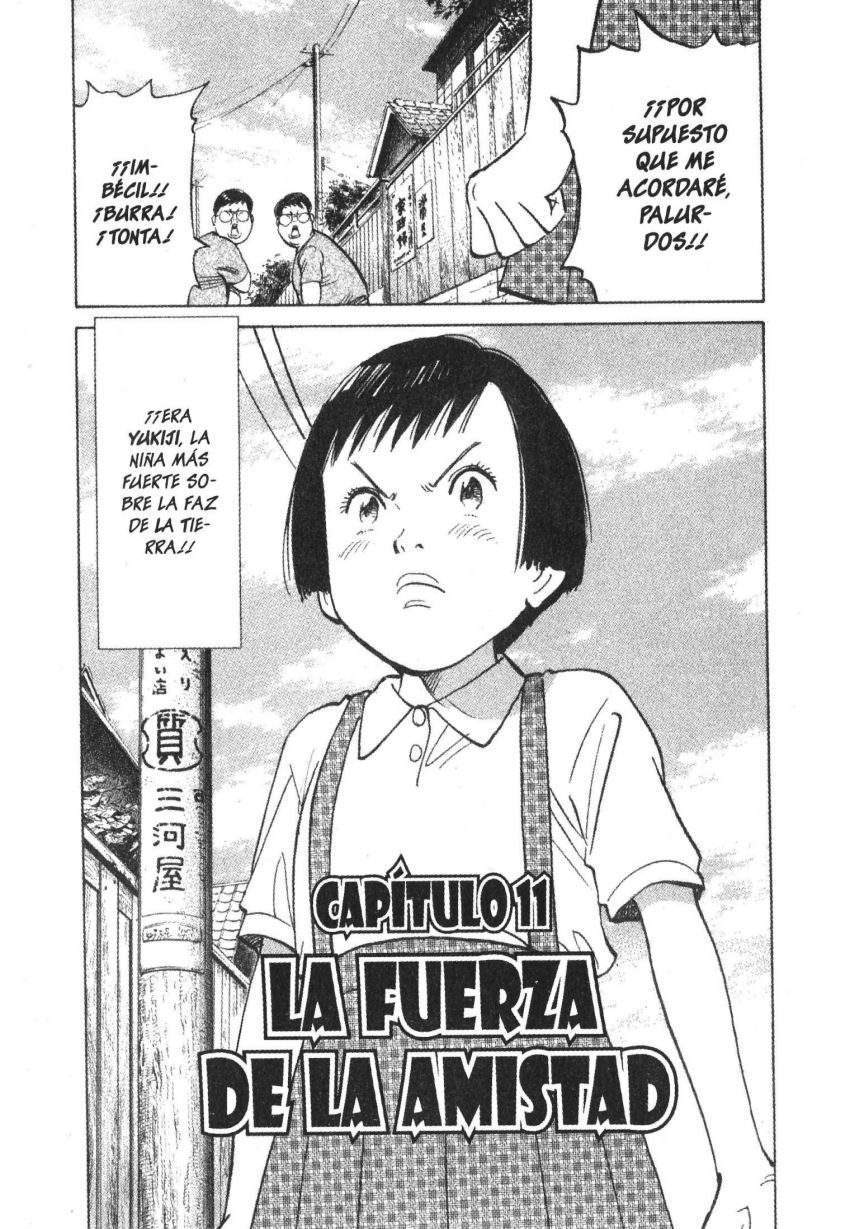 ¡¡POR
SUPUESTO
QUE ME
ACORDARÉ,
PALUR-
DOS!!
¡¡IM-
BÉCIL!!
¡BURRA!
¡TONTA!
¡¡ERA
YUKIJI, LA
NIÑA MÁS
FUERTE SO-
BRE LA FAZ
DE LA TIE-
RRA!!
質
三河屋
CAPÍTULO 11
LA FUERZA
DE LA AMISTAD